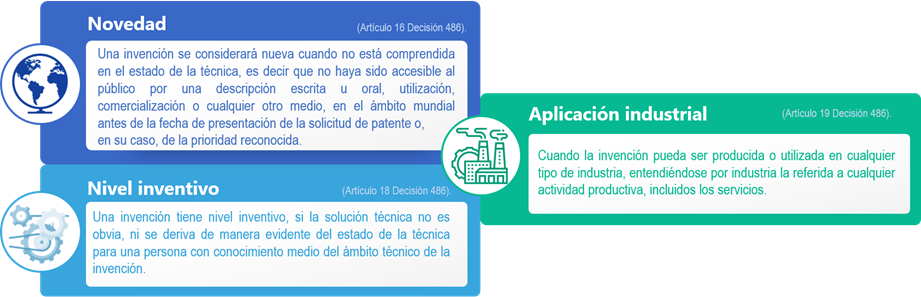 Novedad
(Artículo 16 Decisión 486).
Una invención se considerará nueva cuando no está comprendida
en el estado de la técnica, es decir que no haya sido accesible al
público por una descripción escrita u oral, utilización,
comercialización o cualquier otro medio, en el ámbito mundial
antes de la fecha de presentación de la solicitud de patente o,
en su caso, de la prioridad reconocida.
Nivel inventivo
(Artículo 18 Decisión 486).
Una invención tiene nivel inventivo, si la solución técnica no es
obvia, ni se deriva de manera evidente del estado de la técnica
para una persona con conocimiento medio del ámbito técnico de la
invención.
Aplicación industrial
(Artículo 19 Decisión 486).
Cuando la invención pueda ser producida o utilizada en cualquier
tipo de industria, entendiéndose por industria la referida a cualquier
actividad productiva, incluidos los servicios.